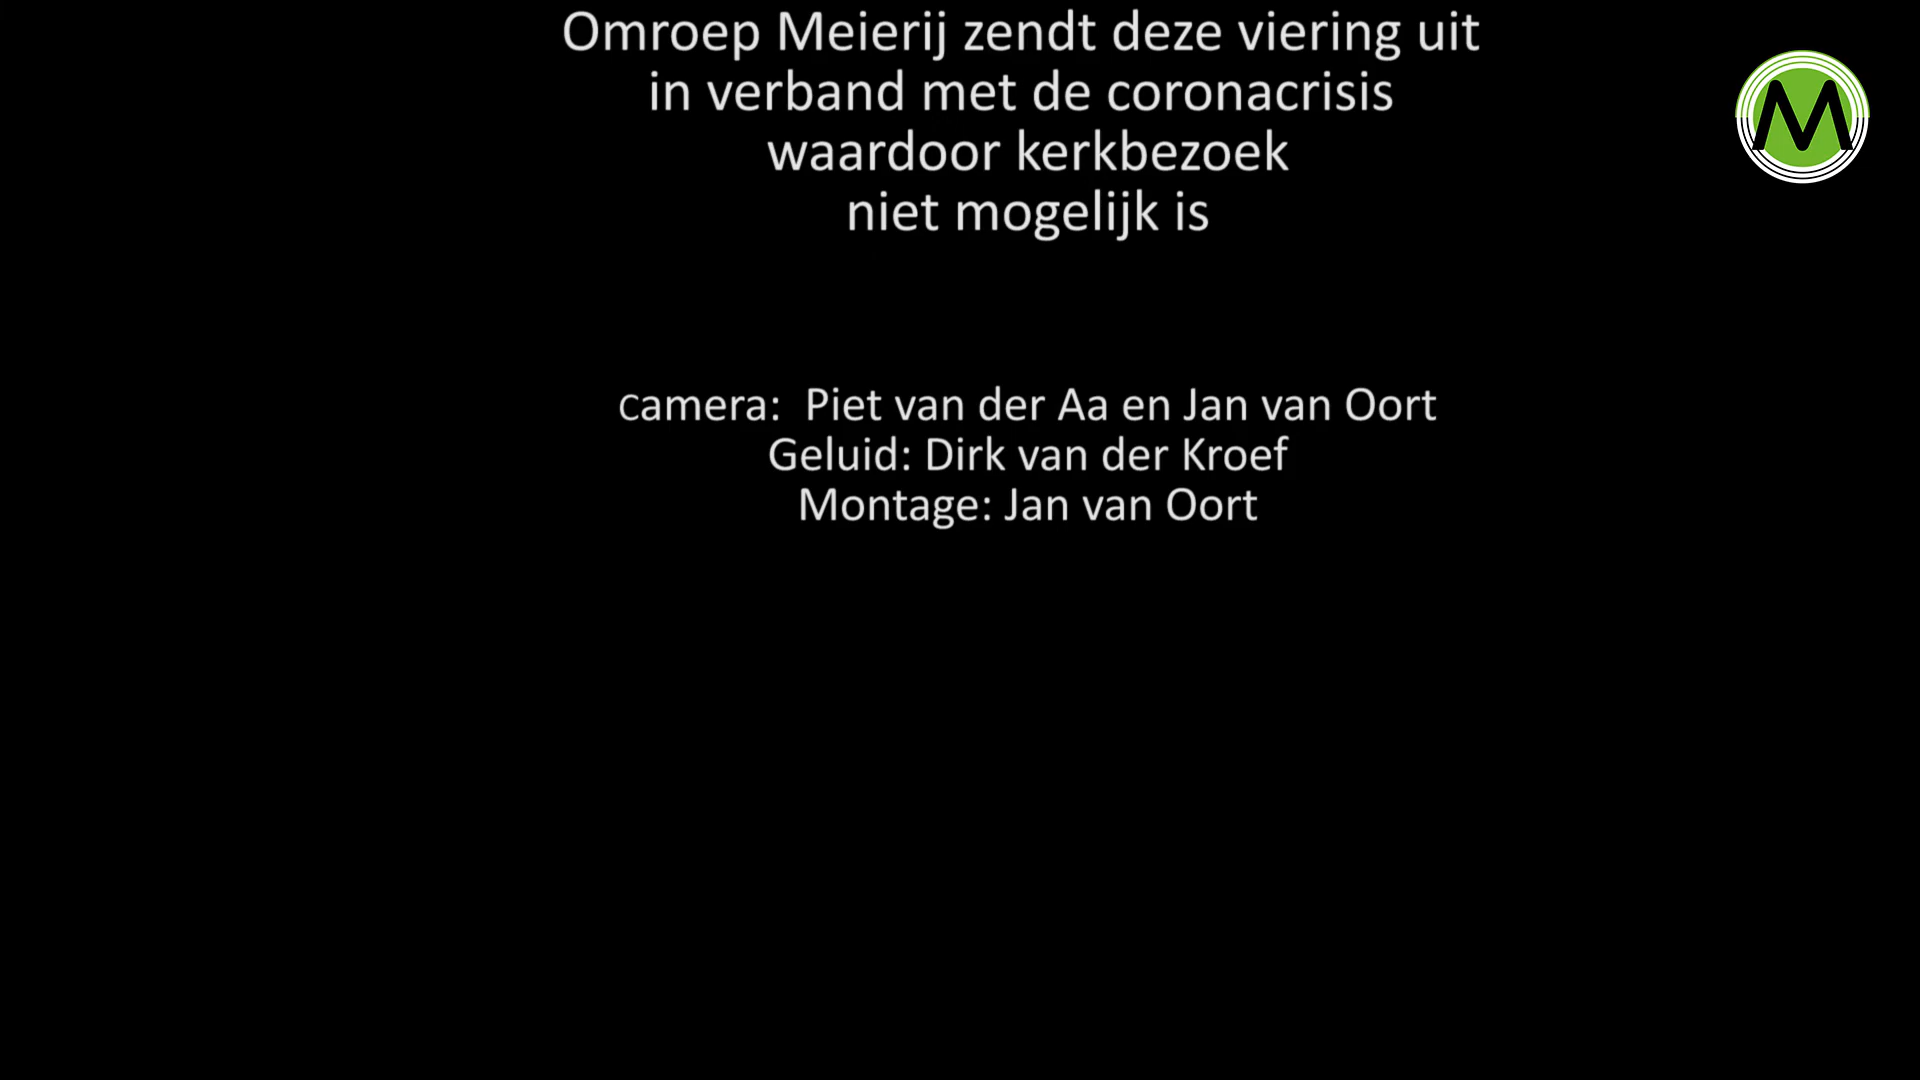 Omroep Meierij zendt deze viering uit
in verband met de coronacrisis
waardoor kerkbezoek
niet mogelijk is
camera:  Piet van der Aa en Jan van Oort
Geluid: Dirk van der Kroef
Montage: Jan van Oort
M